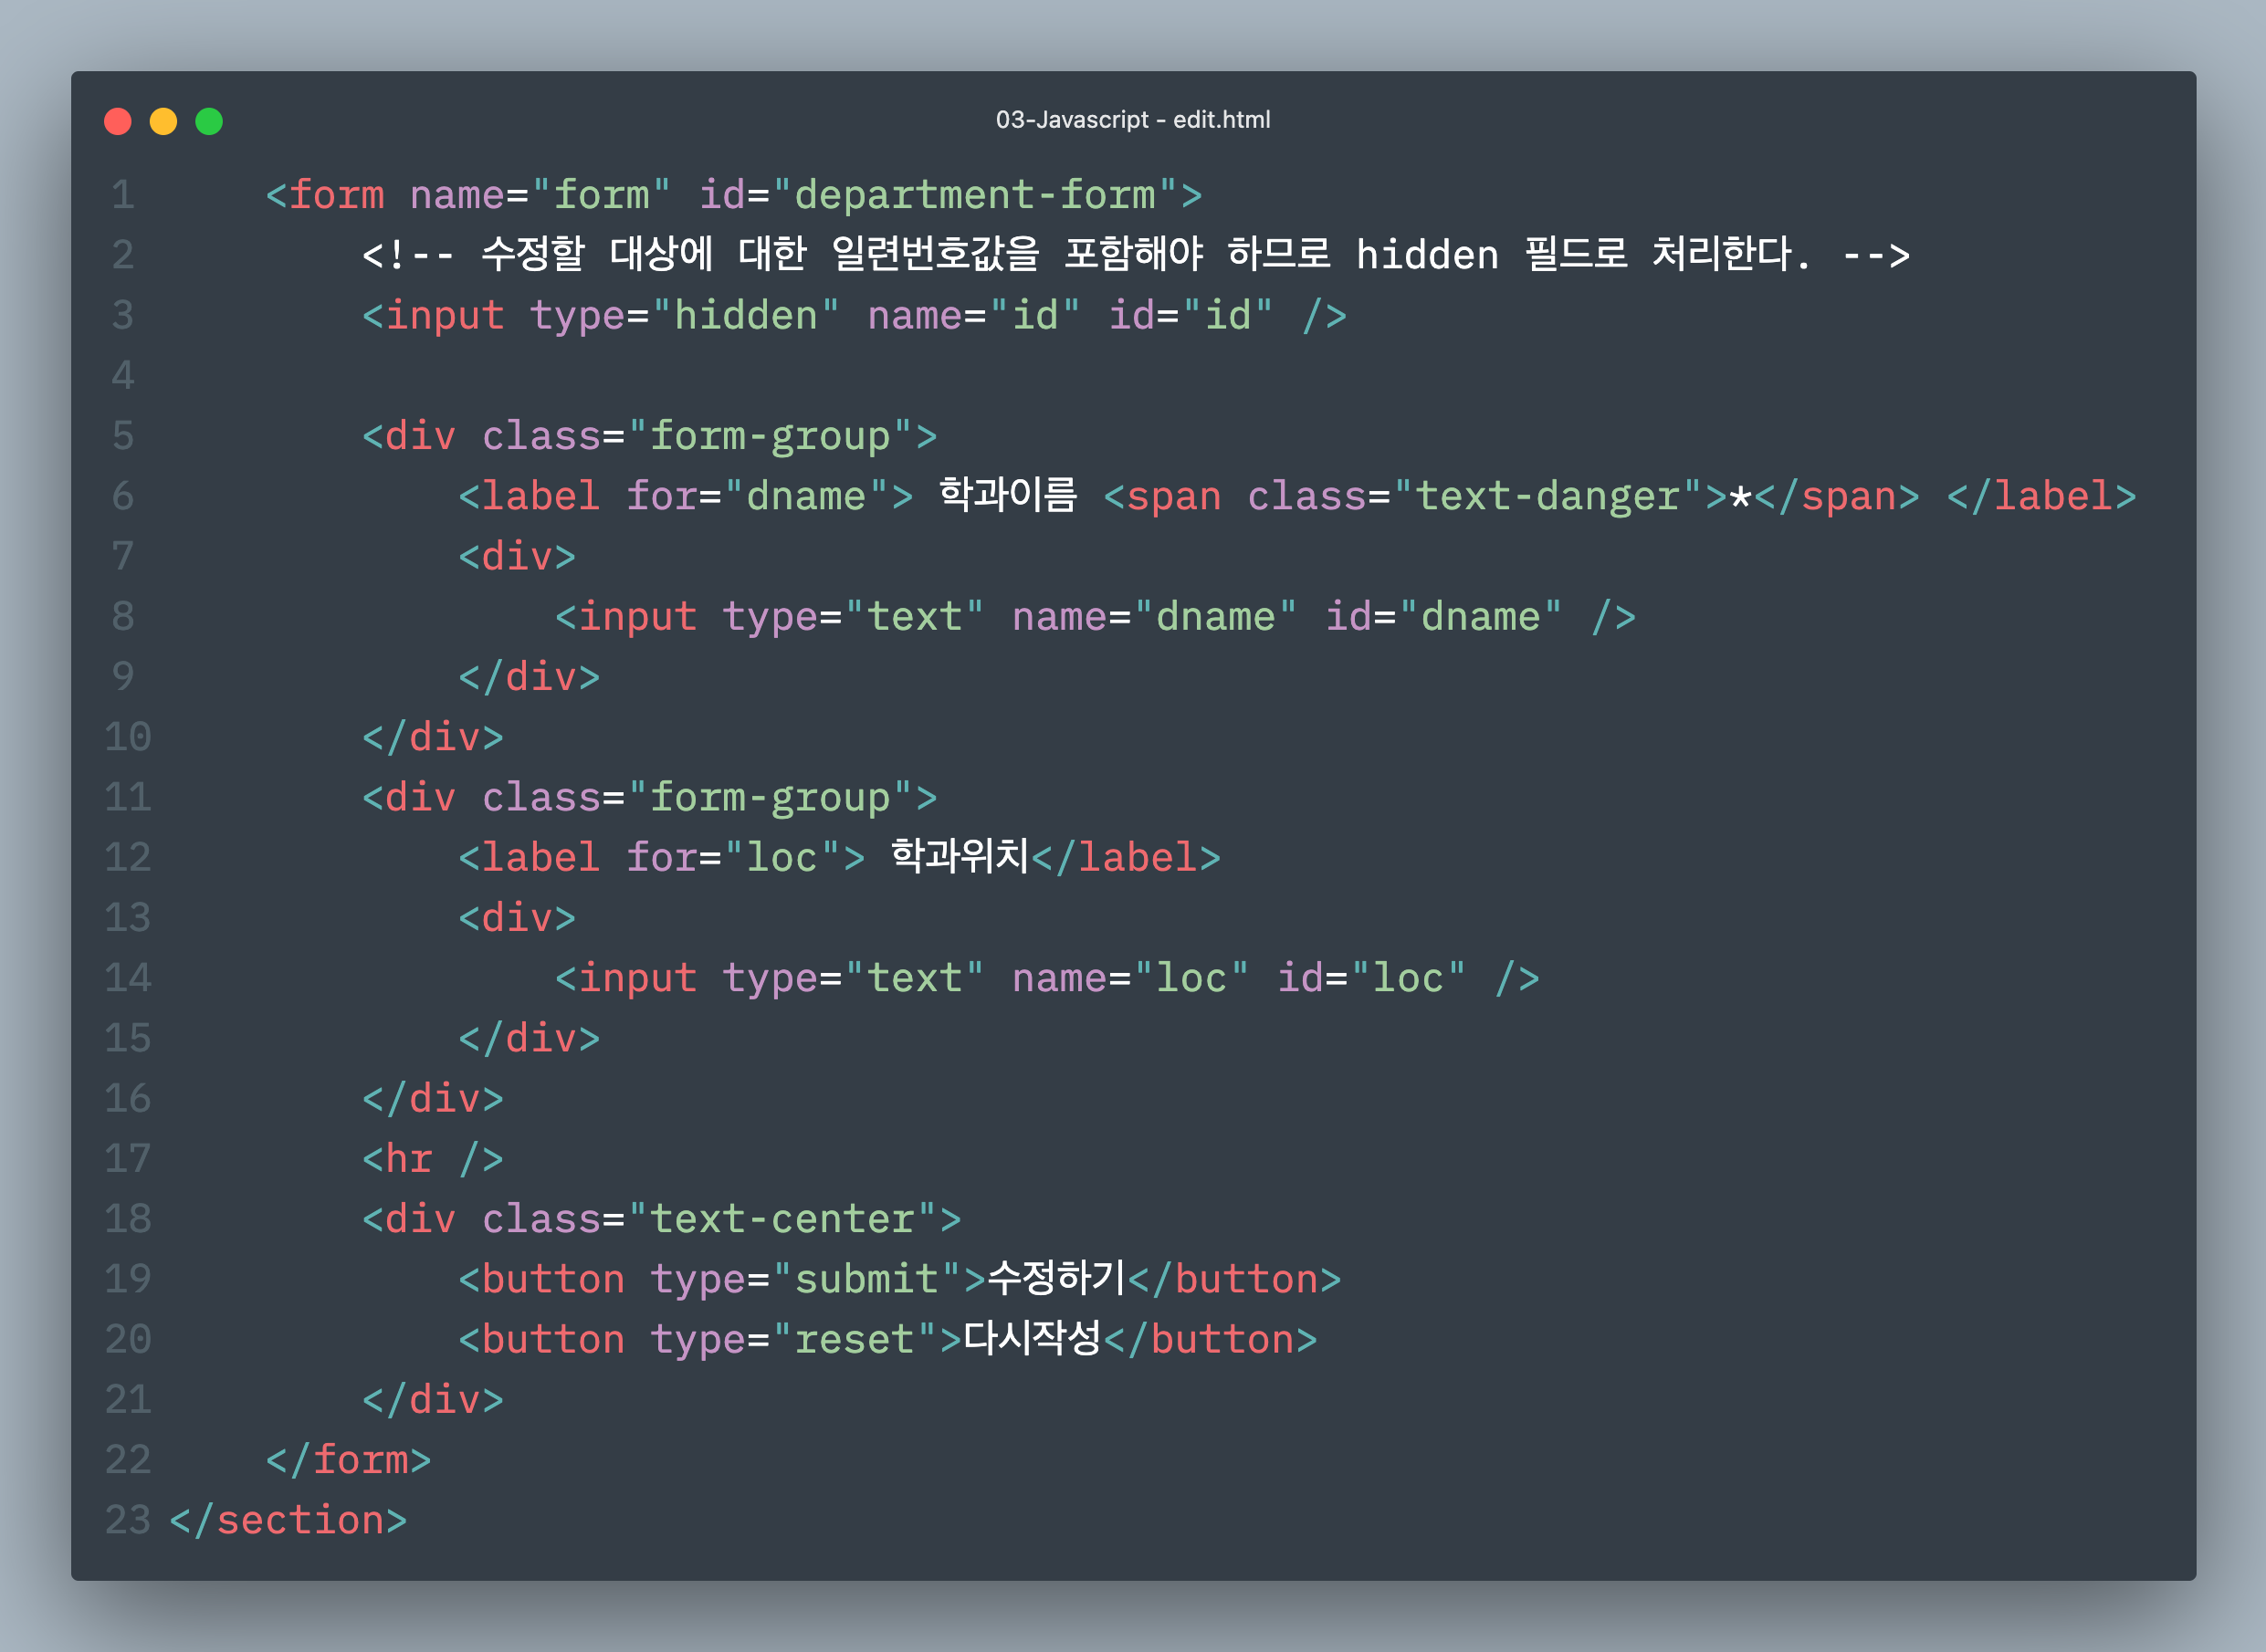 03-Javascript - edit.html
1     <form name="form" id="department-form">
2         <!-- 수정할 대상에 대한 일련번호값을 포함해야 하므로 hidden 필드로 처리한다. -->
3         <input type="hidden" name="id" id="id" />
4
5         <div class="form-group">
6             <label for="dname"> 학과이름 <span class="text-danger">*</span> </label>
7             <div>
8                 <input type="text" name="dname" id="dname" />
9             </div>
10         </div>
11         <div class="form-group">
12             <label for="loc"> 학과위치</label>
13             <div>
14                 <input type="text" name="loc" id="loc" />
15             </div>
16         </div>
17         <hr />
18         <div class="text-center">
19             <button type="submit">수정하기</button>
20             <button type="reset">다시작성</button>
21         </div>
22     </form>
23 </section>